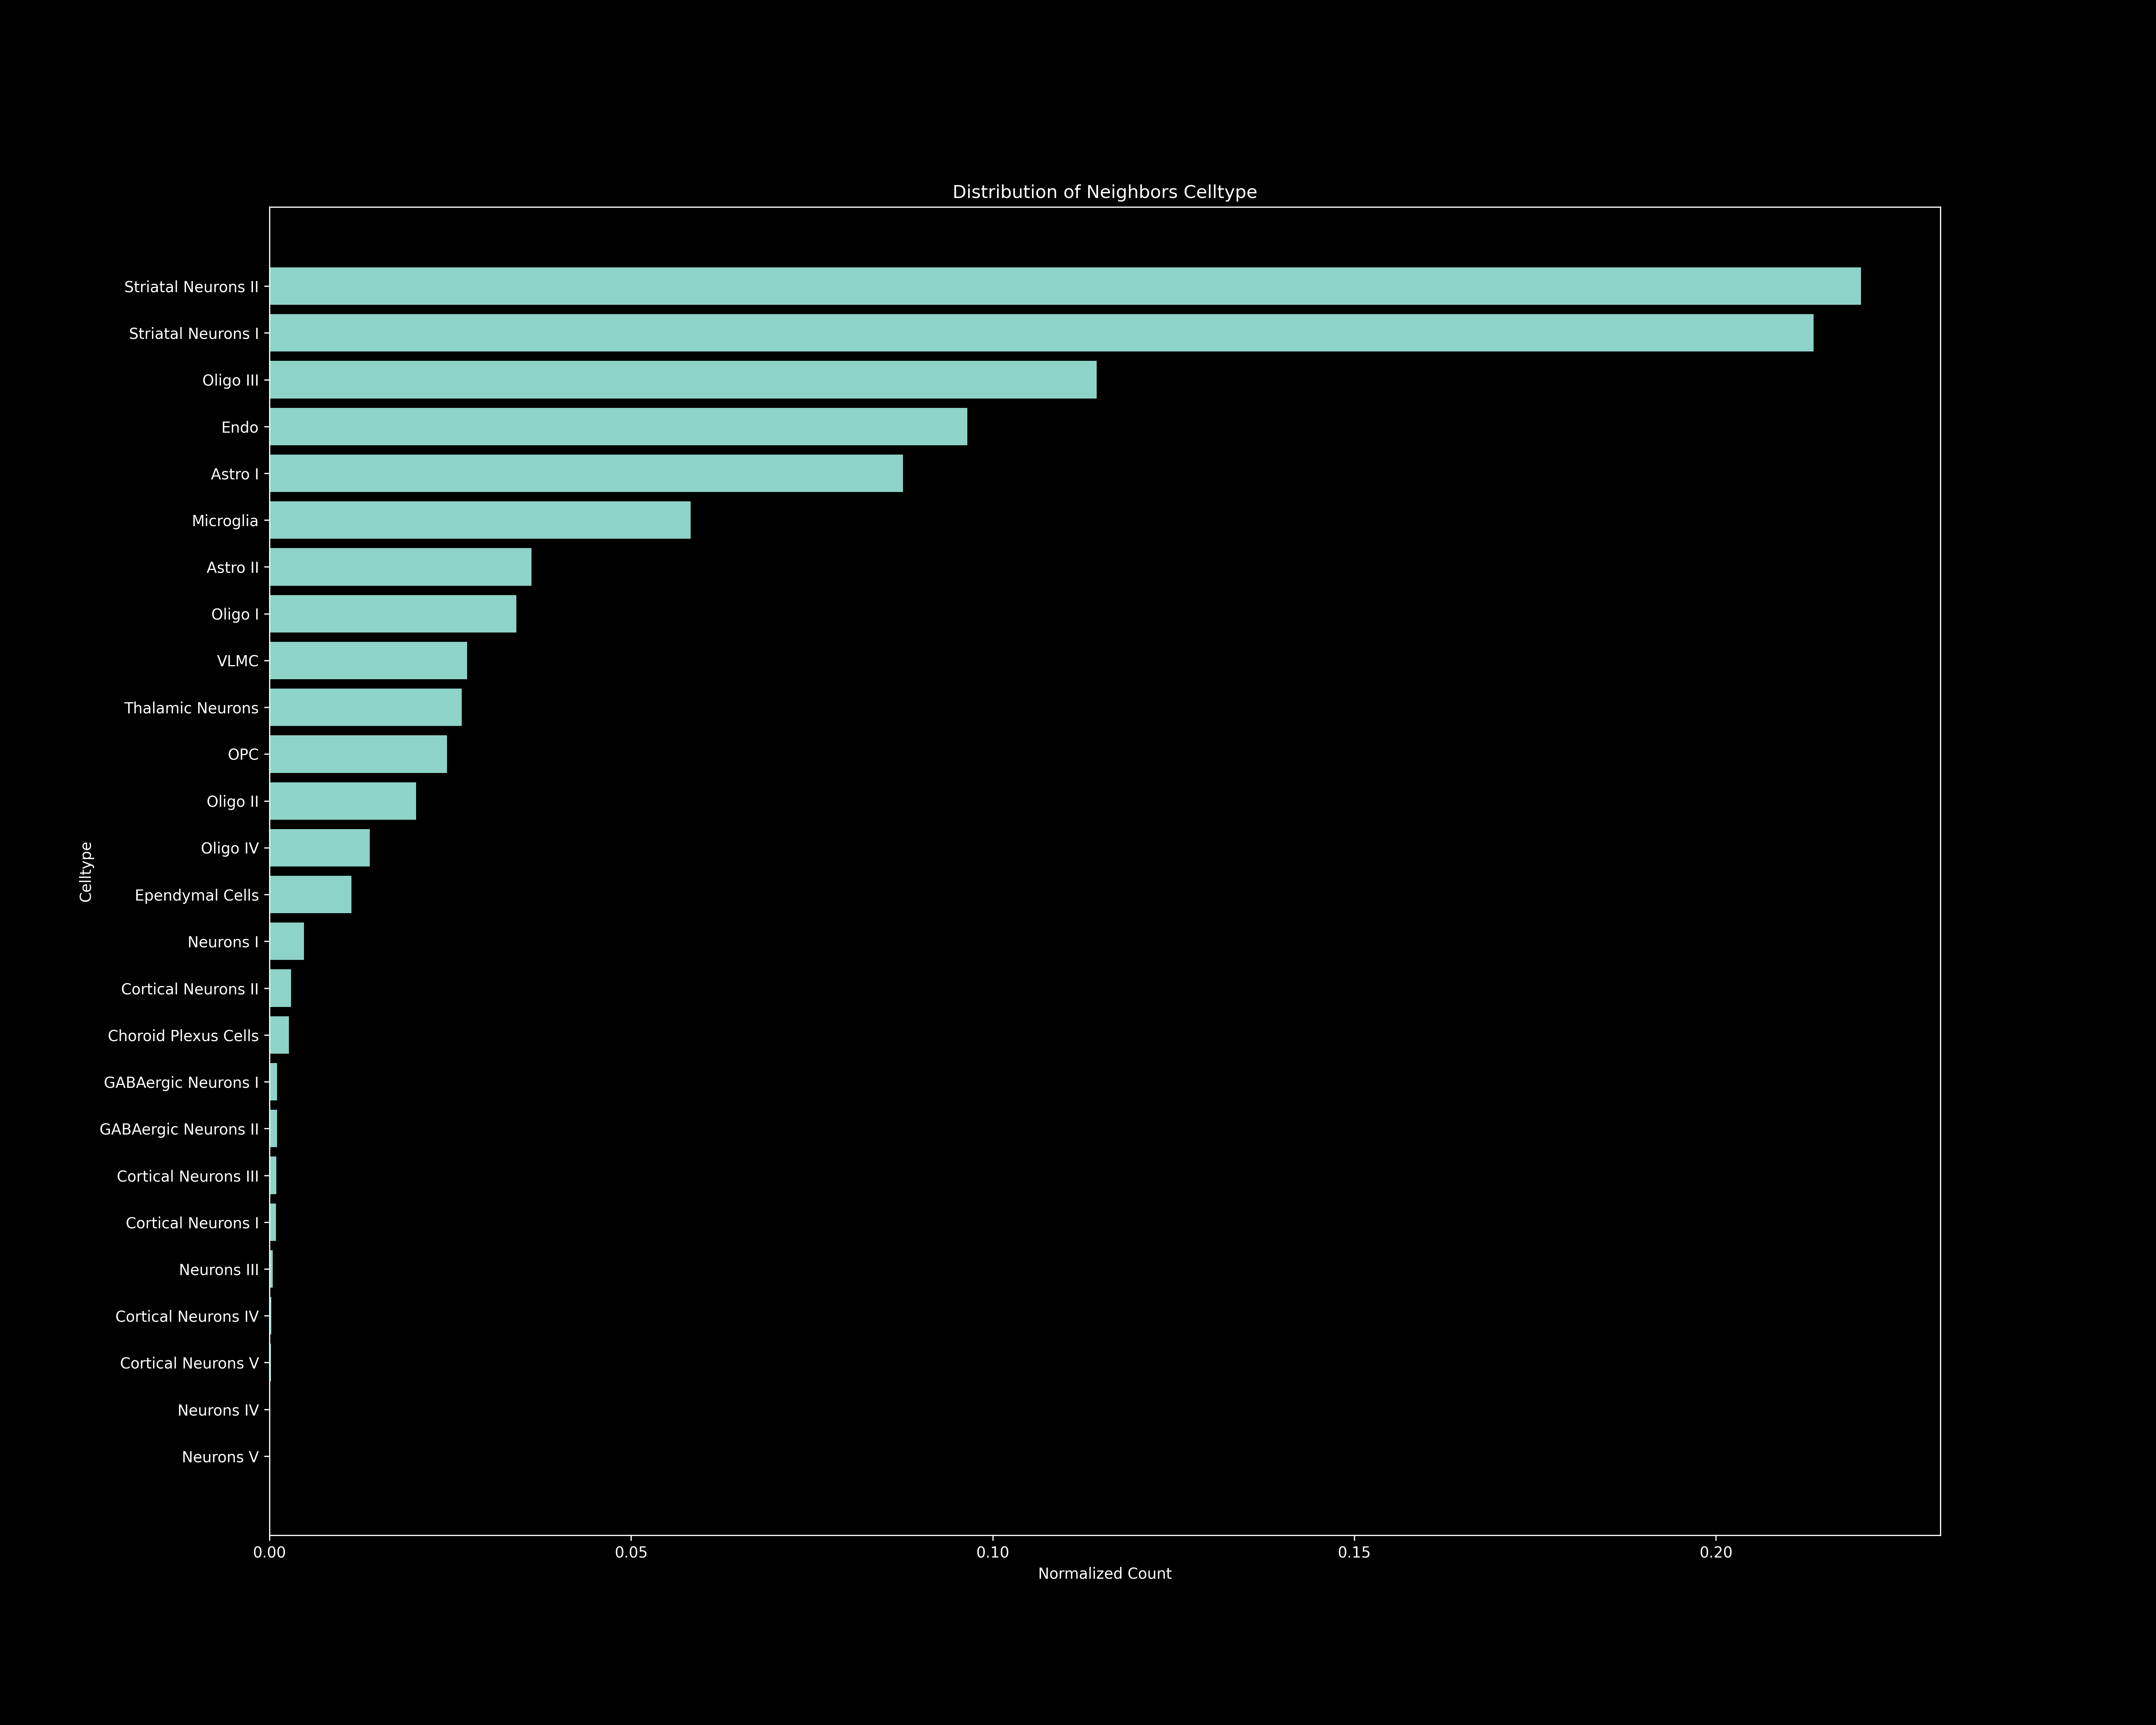 Distribution of Neighbors Celltype
Striatal Neurons II
Striatal Neurons I
Oligo III
Endo
Astro I
Microglia
Astro II
Oligo I
VLMC
Thalamic Neurons
OPC
Oligo II
Oligo IV
Ependymal Cells
Neurons I
Cortical Neurons II
Choroid Plexus Cells
GABAergic Neurons I
GABAergic Neurons II
Cortical Neurons III
Cortical Neurons I
Neurons III
Cortical Neurons IV
Cortical Neurons V
Neurons IV
Neurons V
Celltype
0.00 0.05 0.10 0.15 0.20
Normalized Count